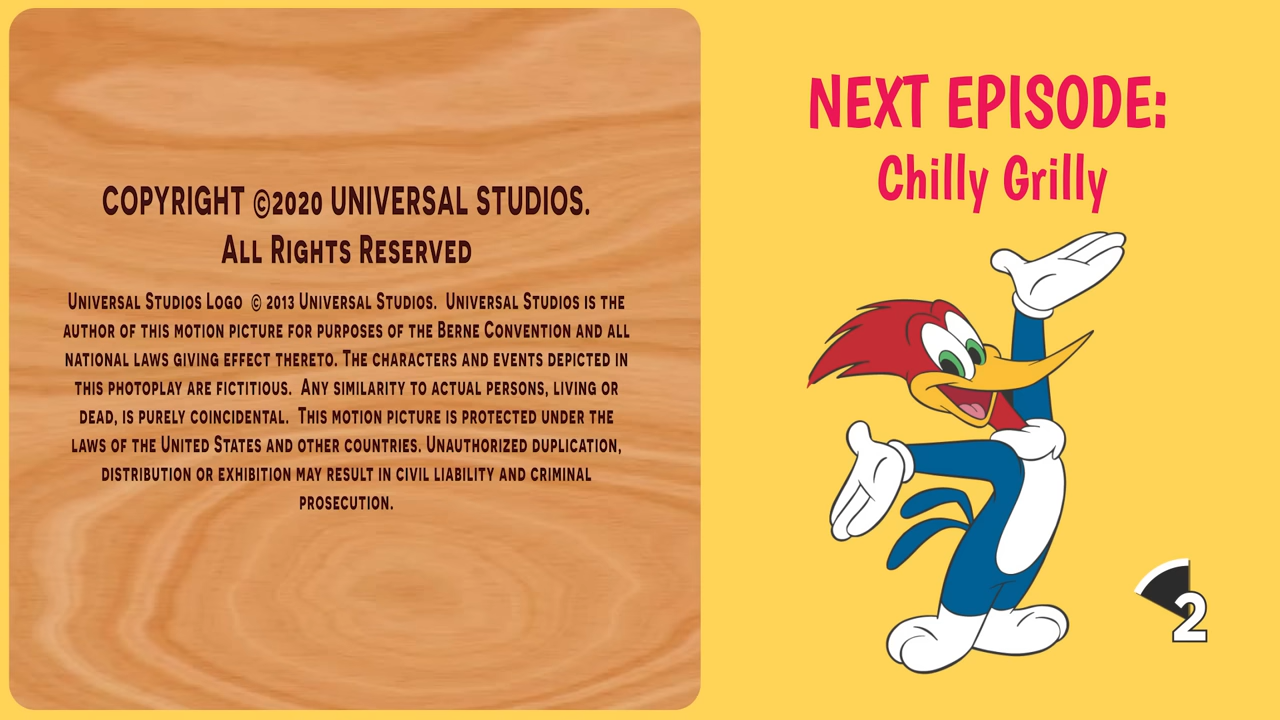 COPYRIGHT ©2020 UNIVERSAL STUDIOS.
ALL RIGHTS RESERVED
UNIVERSAL STUDIOS LOGO © 2013 UNIVERSAL STUDIOS. UNIVERSAL STUDIOS IS THE
AUTHOR OF THIS MOTION PICTURE FOR PURPOSES OF THE BERNE CONVENTION AND ALL
NATIONAL LAWS GIVING EFFECT THERETO. THE CHARACTERS AND EVENTS DEPICTED IN
THIS PHOTOPLAY ARE FICTITIOUS. ANY SIMILARITY TO ACTUAL PERSONS, LIVING OR
DEAD, IS PURELY COINCIDENTAL. THIS MOTION PICTURE IS PROTECTED UNDER THE
LAWS OF THE UNITED STATES AND OTHER COUNTRIES. UNAUTHORIZED DUPLICATION,
DISTRIBUTION OR EXHIBITION MAY RESULT IN CIVIL LIABILITY AND CRIMINAL
PROSECUTION.
NEXT EPISODE:
Chilly Grilly
2